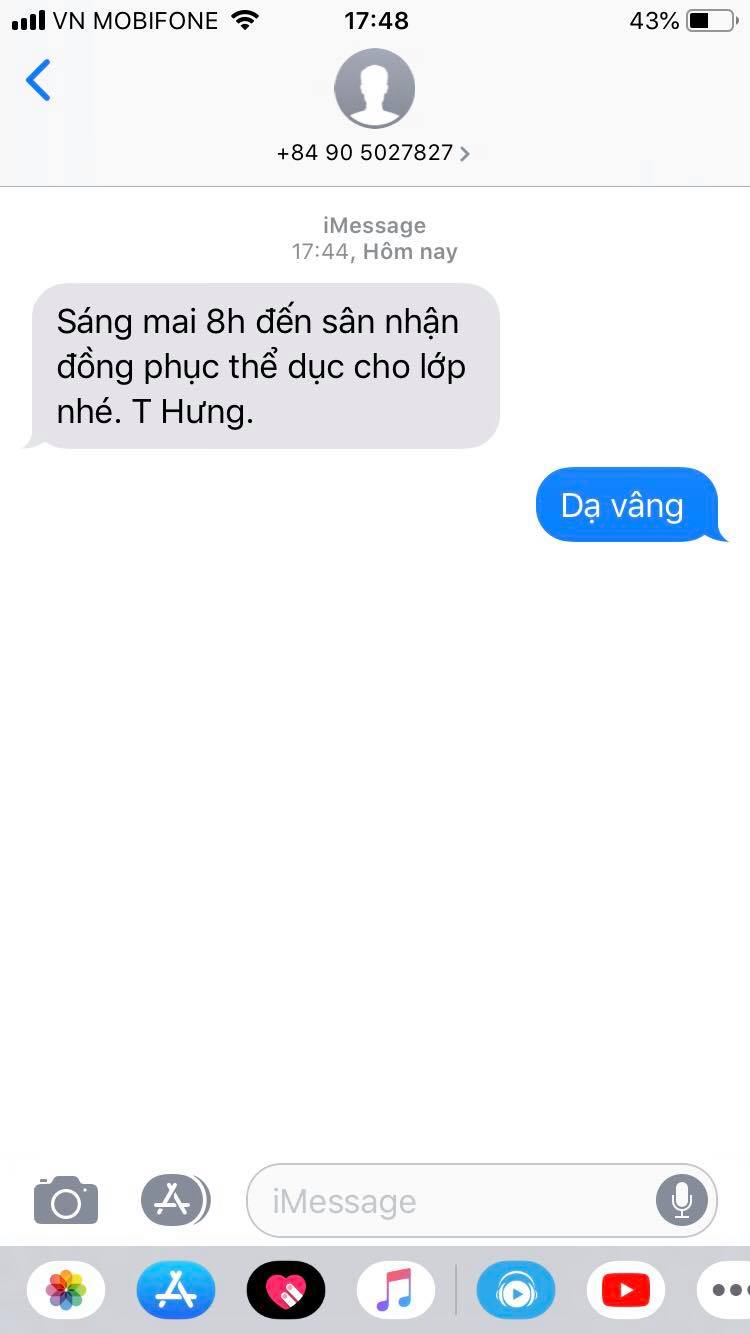 VN MOBIFONE 17:48 43%
+84 90 5027827
iMessage
17:44, Hôm nay
Sáng mai 8h đến sân nhận
đồng phục thể dục cho lớp
nhé. T Hưng.
Dạ vâng
iMessage